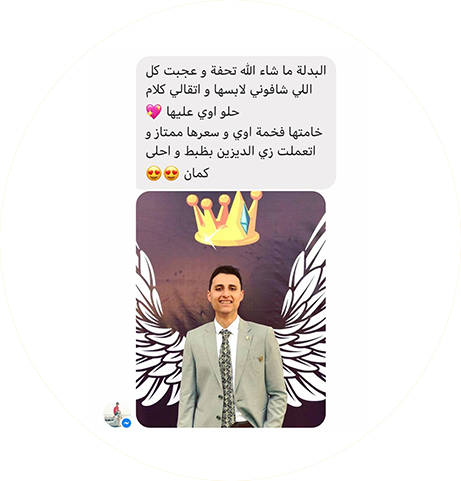 البدلة ما شاء الله تحفة و عجبت كل
اللي شافوني لابسها و اتقالي كلام
حلو اوي عليها 💖
خامتها فخمة اوي و سعرها ممتاز و
اتعملت زي الديزين بظبط و احلى
كمان 😍😍